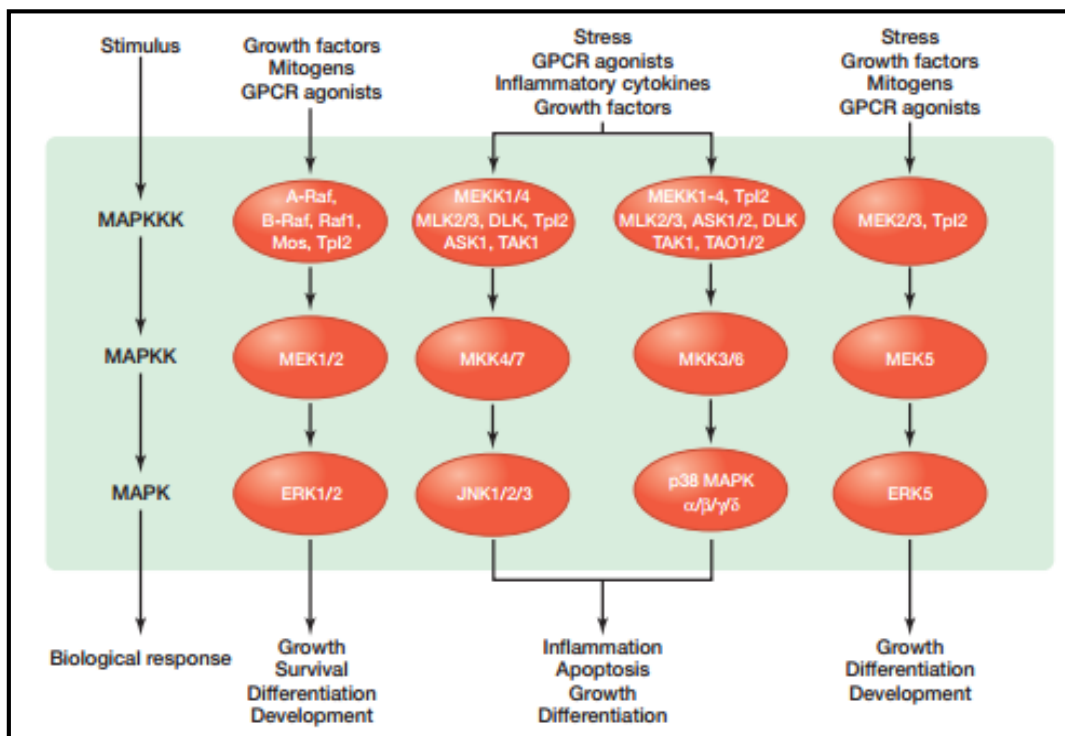 Stimulus
Growth factors
Mitogens
GPCR agonists
Stress
GPCR agonists
Inflammatory cytokines
Growth factors
Stress
Growth factors
Mitogens
GPCR agonists
MAPKKK
A-Raf,
B-Raf, Raf1,
Mos, Tpl2
MEKK1/4
MLK2/3, DLK, Tpl2
ASK1, TAK1
MEKK1-4, Tpl2
MLK2/3, ASK1/2, DLK
TAK1, TAO1/2
MEK2/3, Tpl2
MAPKK
MEK1/2
MKK4/7
MKK3/6
MEK5
MAPK
ERK1/2
JNK1/2/3
p38 MAPK
α/β/γ/δ
ERK5
Biological response
Growth
Survival
Differentiation
Development
Inflammation
Apoptosis
Growth
Differentiation
Growth
Differentiation
Development